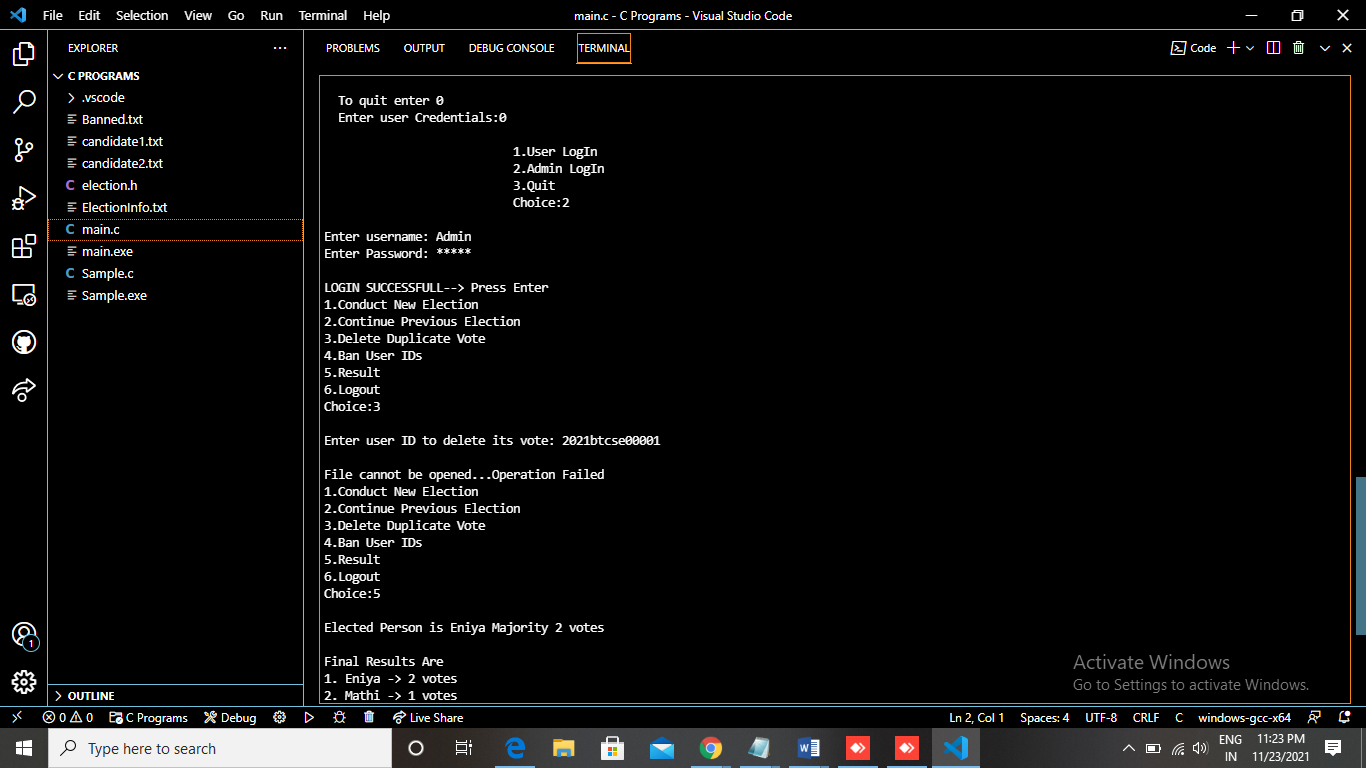 File Edit Selection View Go Run Terminal Help main.c - C Programs - Visual Studio Code
EXPLORER ...
C PROGRAMS
.vscode
Banned.txt
candidate1.txt
candidate2.txt
C election.h
ElectionInfo.txt
C main.c
main.exe
C Sample.c
Sample.exe
OUTLINE
1
PROBLEMS OUTPUT DEBUG CONSOLE TERMINAL Code
To quit enter 0
Enter user Credentials:0
1.User LogIn
2.Admin LogIn
3.Quit
Choice:2
Enter username: Admin
Enter Password: *****
LOGIN SUCCESSFULL--> Press Enter
1.Conduct New Election
2.Continue Previous Election
3.Delete Duplicate Vote
4.Ban User IDs
5.Result
6.Logout
Choice:3
Enter user ID to delete its vote: 2021btcse00001
File cannot be opened...Operation Failed
1.Conduct New Election
2.Continue Previous Election
3.Delete Duplicate Vote
4.Ban User IDs
5.Result
6.Logout
Choice:5
Elected Person is Eniya Majority 2 votes
Final Results Are
1. Eniya -> 2 votes
2. Mathi -> 1 votes
Activate Windows
Go to Settings to activate Windows.
0 0 C Programs Debug Live Share Ln 2, Col 1 Spaces: 4 UTF-8 CRLF C windows-gcc-x64
Type here to search
ENG
IN
11:23 PM
11/23/2021